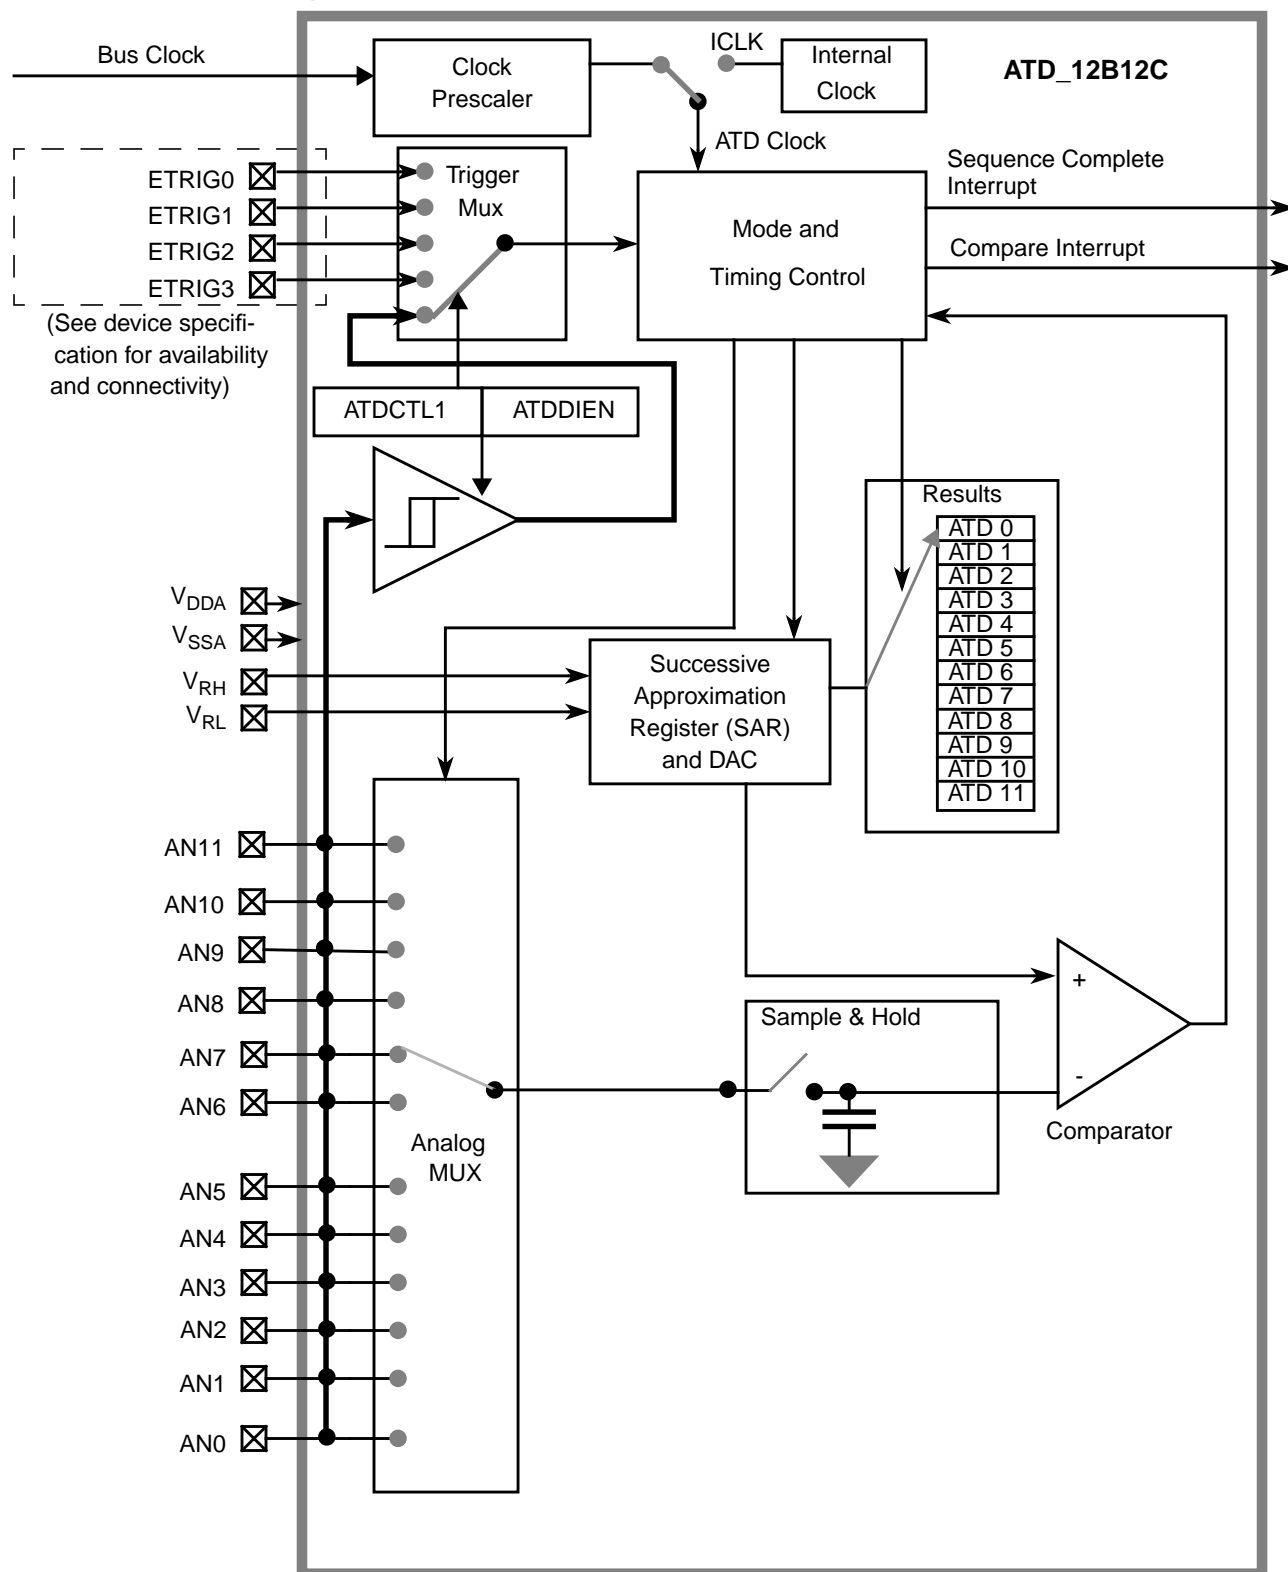 Bus Clock
Clock
Prescaler
ICLK
Internal
Clock
ATD_12B12C
ATD Clock
ETRIG0
ETRIG1
ETRIG2
ETRIG3
(See device specifi-
cation for availability
and connectivity)
Trigger
Mux
Mode and
Timing Control
Sequence Complete
Interrupt
Compare Interrupt
ATDCTL1
ATDDIEN
Results
ATD 0
ATD 1
ATD 2
ATD 3
ATD 4
ATD 5
ATD 6
ATD 7
ATD 8
ATD 9
ATD 10
ATD 11
VDDA
VSSA
VRH
VRL
Successive
Approximation
Register (SAR)
and DAC
AN11
AN10
AN9
AN8
AN7
AN6
AN5
AN4
AN3
AN2
AN1
AN0
Analog
MUX
Sample & Hold
+
-
Comparator